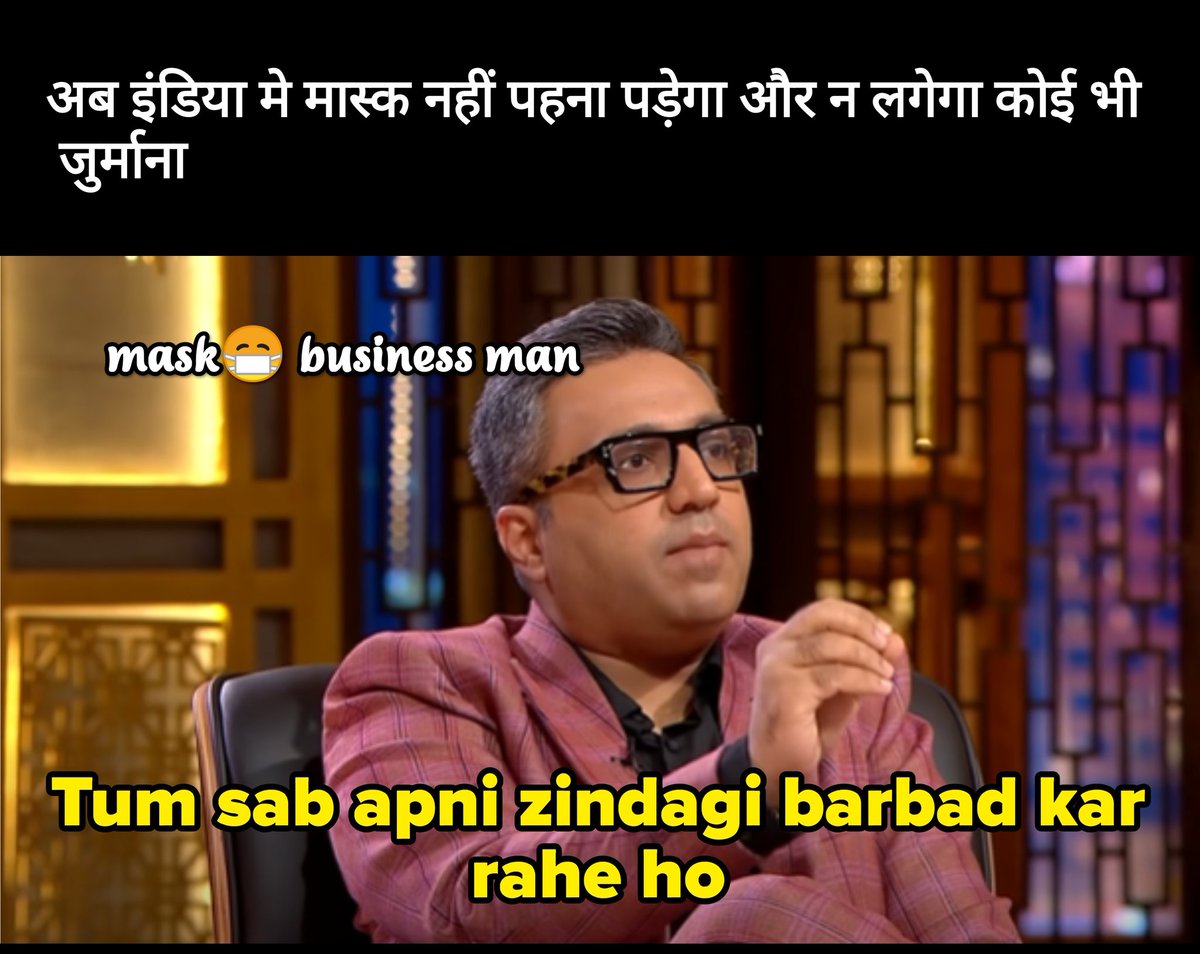 अब इंडिया मे मास्क नहीं पहना पड़ेगा और न लगेगा कोई भी
जुर्माना
mask😷 business man
Tum sab apni zindagi barbad kar
rahe ho